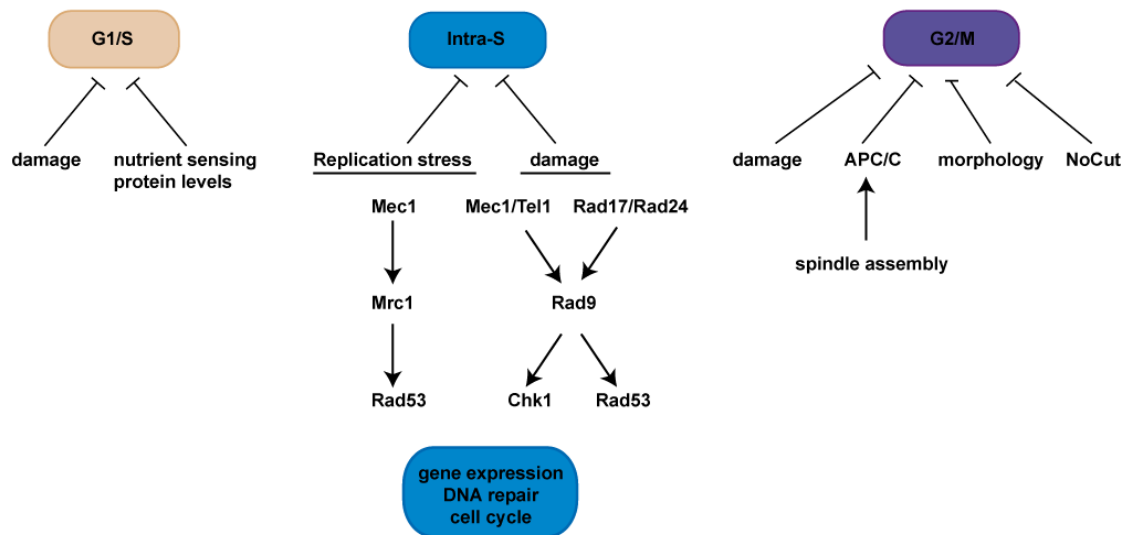 G1/S
Intra-S
G2/M
damage
nutrient sensing
protein levels
Replication stress
damage
damage
APC/C
morphology
NoCut
Mec1
Mec1/Tel1
Rad17/Rad24
spindle assembly
Mrc1
Rad9
Rad53
Chk1
Rad53
gene expression
DNA repair
cell cycle